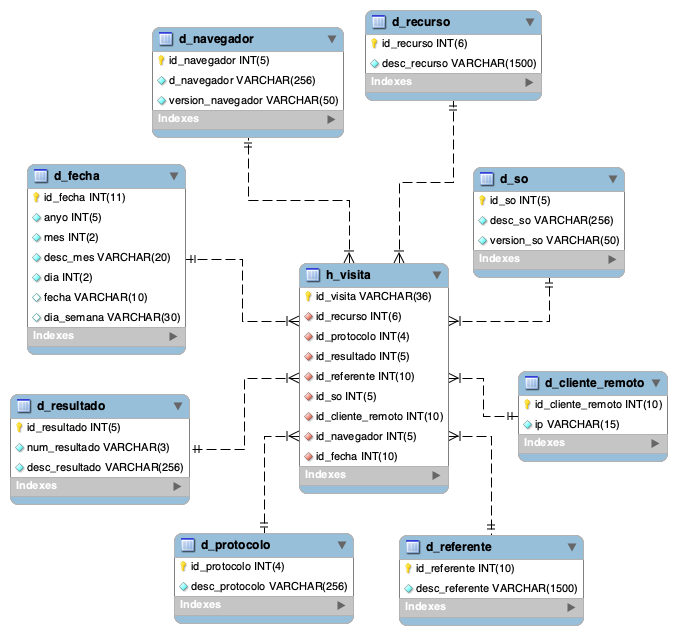 d_navegador
id_navegador INT(5)
d_navegador VARCHAR(256)
version_navegador VARCHAR(50)
Indexes
d_recurso
id_recurso INT(6)
desc_recurso VARCHAR(1500)
Indexes
d_fecha
id_fecha INT(11)
anyo INT(5)
mes INT(2)
desc_mes VARCHAR(20)
dia INT(2)
fecha VARCHAR(10)
dia_semana VARCHAR(30)
Indexes
d_so
id_so INT(5)
desc_so VARCHAR(256)
version_so VARCHAR(50)
Indexes
h_visita
id_visita VARCHAR(36)
id_recurso INT(6)
id_protocolo INT(4)
id_resultado INT(5)
id_referente INT(10)
id_so INT(5)
id_cliente_remoto INT(10)
id_navegador INT(5)
id_fecha INT(10)
Indexes
d_resultado
id_resultado INT(5)
num_resultado VARCHAR(3)
desc_resultado VARCHAR(256)
Indexes
d_cliente_remoto
id_cliente_remoto INT(10)
ip VARCHAR(15)
Indexes
d_protocolo
id_protocolo INT(4)
desc_protocolo VARCHAR(256)
Indexes
d_referente
id_referente INT(10)
desc_referente VARCHAR(1500)
Indexes